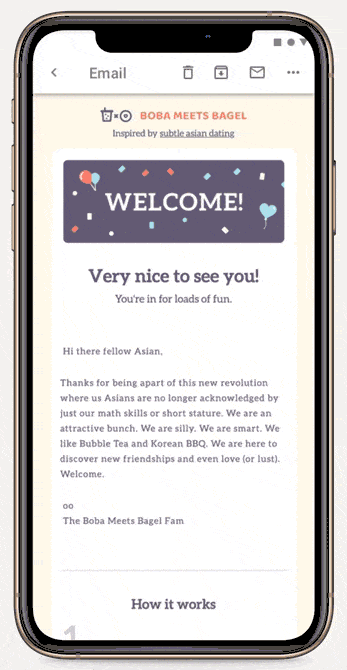 Email
BOBA MEETS BAGEL
Inspired by subtle asian dating
WELCOME!
Very nice to see you!
You're in for loads of fun.
Hi there fellow Asian,
Thanks for being apart of this new revolution
where us Asians are no longer acknowledged by
just our math skills or short stature. We are an
attractive bunch. We are silly. We are smart. We
like Bubble Tea and Korean BBQ. We are here to
discover new friendships and even love (or lust).
Welcome.
oo
The Boba Meets Bagel Fam
How it works
1